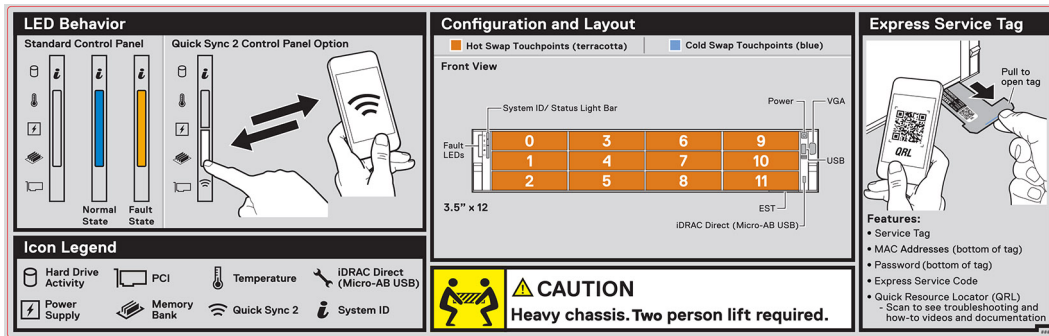 LED Behavior
Standard Control Panel
Quick Sync 2 Control Panel Option
i
i
i
i
Normal
State
Fault
State
Icon Legend
Hard Drive
Activity
PCI
Temperature
iDRAC Direct
(Micro-AB USB)
Power
Supply
Memory
Bank
Quick Sync 2
i
System ID
Configuration and Layout
Hot Swap Touchpoints (terracotta)
Cold Swap Touchpoints (blue)
Front View
System ID/ Status Light Bar
Power
VGA
Fault
LEDs
0 3 6 9
1 4 7 10
2 5 8 11
USB
3.5" x 12
EST
iDRAC Direct (Micro-AB USB)
CAUTION
Heavy chassis. Two person lift required.
Express Service Tag
Pull to
open tag
QRL
Features:
• Service Tag
• MAC Addresses (bottom of tag)
• Password (bottom of tag)
• Express Service Code
• Quick Resource Locator (QRL)
- Scan to see troubleshooting and
how-to videos and documentation